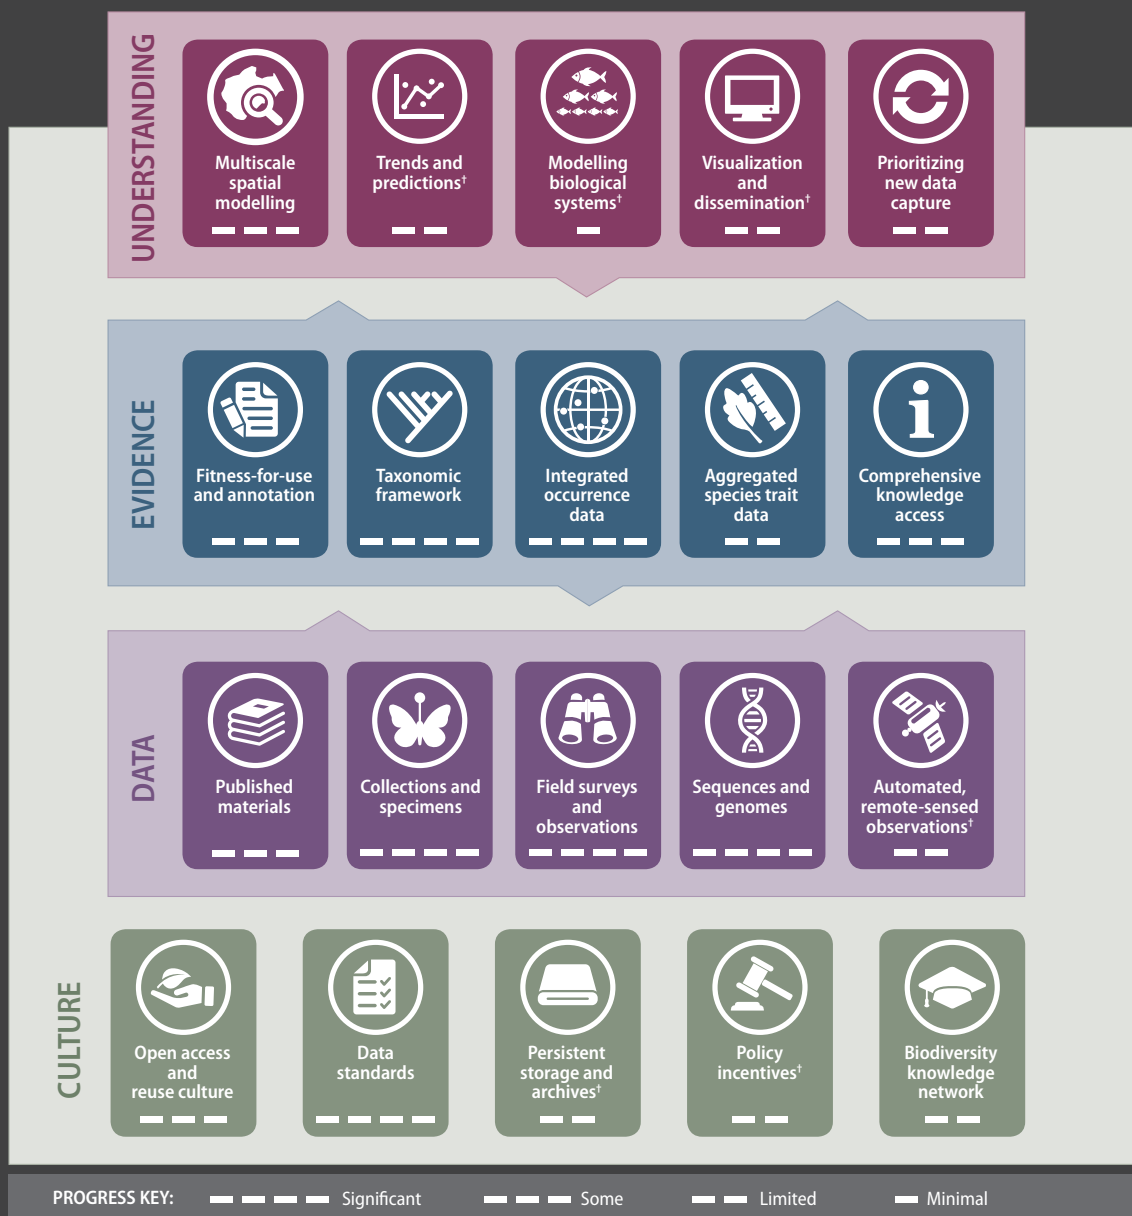 UNDERSTANDING
Multiscale
spatial
modelling
Trends and
predictions†
Modelling
biological
systems†
Visualization
and
dissemination†
Prioritizing
new data
capture
EVIDENCE
Fitness-for-use
and annotation
Taxonomic
framework
Integrated
occurrence
data
Aggregated
species trait
data
Comprehensive
knowledge
access
DATA
Published
materials
Collections and
specimens
Field surveys
and
observations
Sequences and
genomes
Automated,
remote-sensed
observations†
CULTURE
Open access
and
reuse culture
Data
standards
Persistent
storage and
archives†
Policy
incentives†
Biodiversity
knowledge
network
PROGRESS KEY: Significant Some Limited Minimal